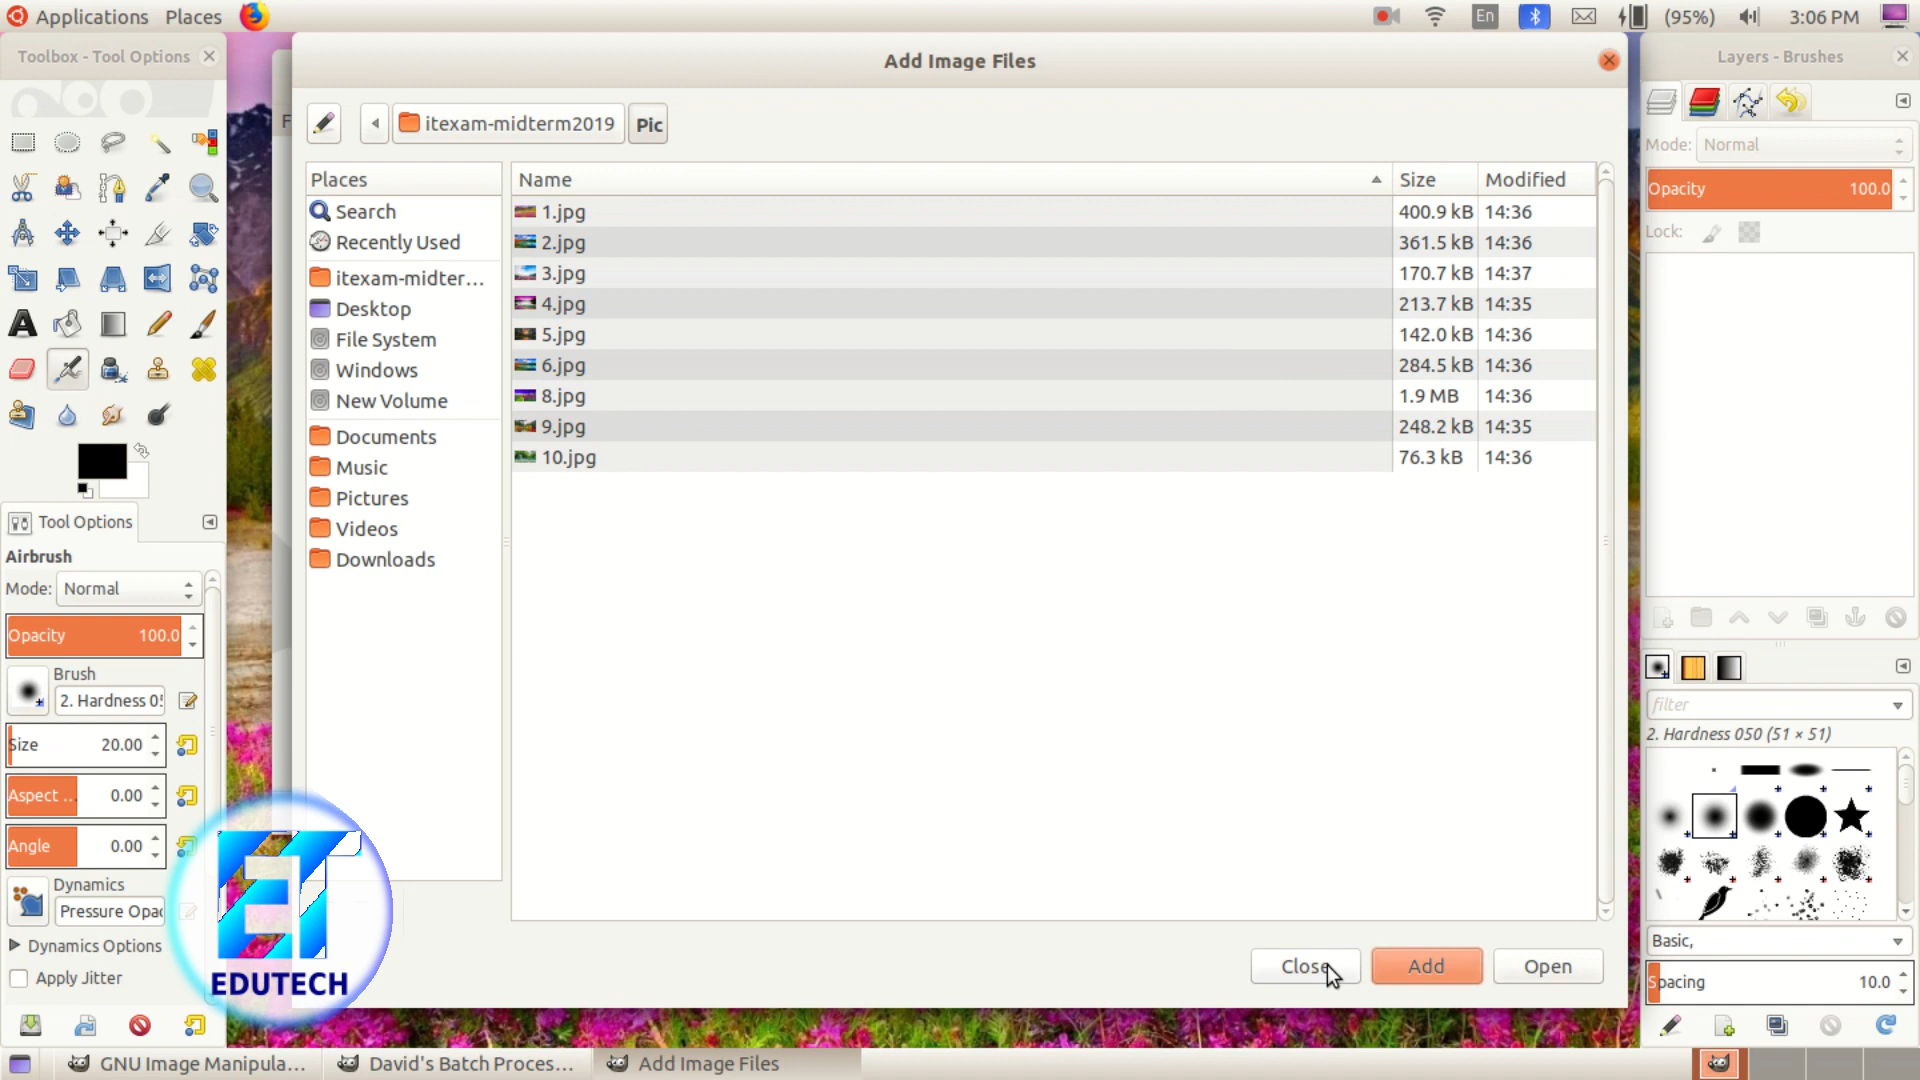 Applications Places
En (95%) 3:06 PM
Toolbox - Tool Options
Add Image Files
Layers - Brushes
itexam-midterm2019 Pic
Mode: Normal
Opacity 100.0
Lock:
Places
Search
Recently Used
itexam-midter...
Desktop
File System
Windows
New Volume
Documents
Music
Pictures
Videos
Downloads
Name Size Modified
1.jpg 400.9 kB 14:36
2.jpg 361.5 kB 14:36
3.jpg 170.7 kB 14:37
4.jpg 213.7 kB 14:35
5.jpg 142.0 kB 14:36
6.jpg 284.5 kB 14:36
8.jpg 1.9 MB 14:36
9.jpg 248.2 kB 14:35
10.jpg 76.3 kB 14:36
Tool Options
Airbrush
Mode: Normal
Opacity 100.0
Brush
2. Hardness 05
Size 20.00
Aspect ... 0.00
Angle 0.00
Dynamics
Pressure Opac
Dynamics Options
Apply Jitter
ET
EDUTECH
Close Add Open
filter
2. Hardness 050 (51 × 51)
Basic,
Spacing 10.0
GNU Image Manipula... David's Batch Proces... Add Image Files